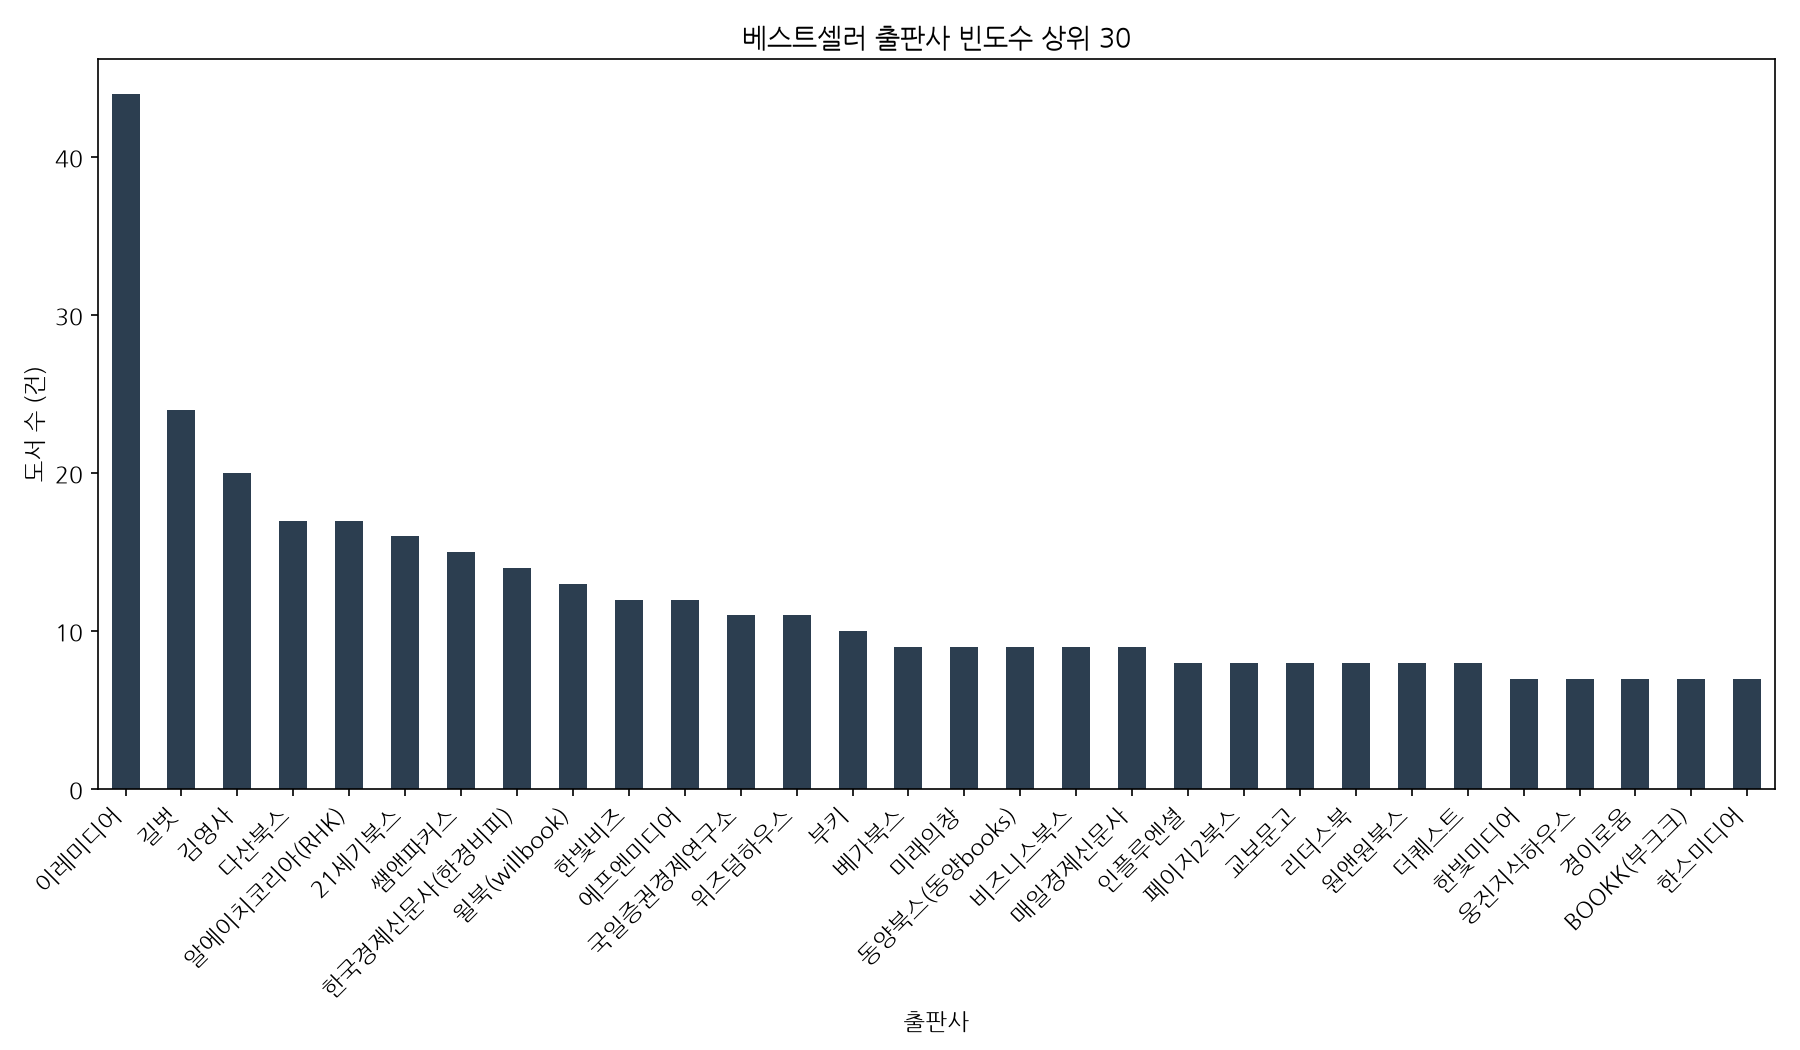 베스트셀러 출판사 빈도수 상위 30
도서 수 (건)
40
30
20
10
0
이레미디어
길벗
김영사
다산북스
알에이치코리아(RHK)
21세기북스
쌤앤파커스
한국경제신문사(한경비피)
윌북(willbook)
한빛비즈
에프엔미디어
국일증권경제연구소
위즈덤하우스
부키
베가북스
미래의창
동양북스(동양books)
비즈니스북스
매일경제신문사
인플루엔셜
페이지2북스
교보문고
리더스북
원앤원북스
더퀘스트
한빛미디어
웅진지식하우스
경이로움
BOOKK(부크크)
한스미디어
출판사